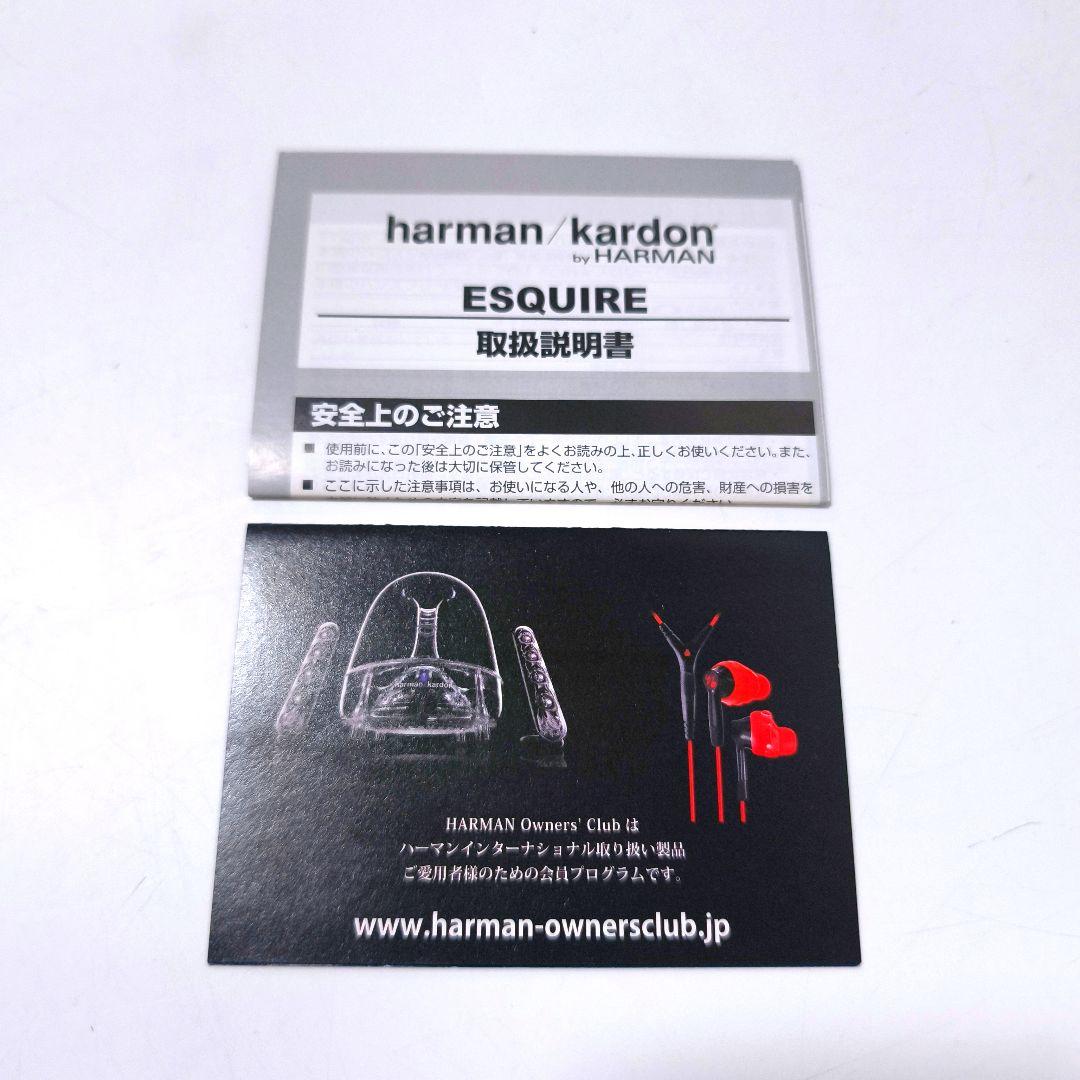 harman/kardon
by HARMAN
ESQUIRE
取扱説明書
安全上のご注意
■ 使用前に、この「安全上のご注意」をよくお読みの上、正しくお使いください。また、
お読みになった後は大切に保管してください。
■ ここに示した注意事項は、お使いになる人や、他の人への危害、財産への損害を
harman kardon
HARMAN Owners' Club は
ハーマンインターナショナル取り扱い製品
ご愛用者様のための会員プログラムです。
www.harman-ownersclub.jp